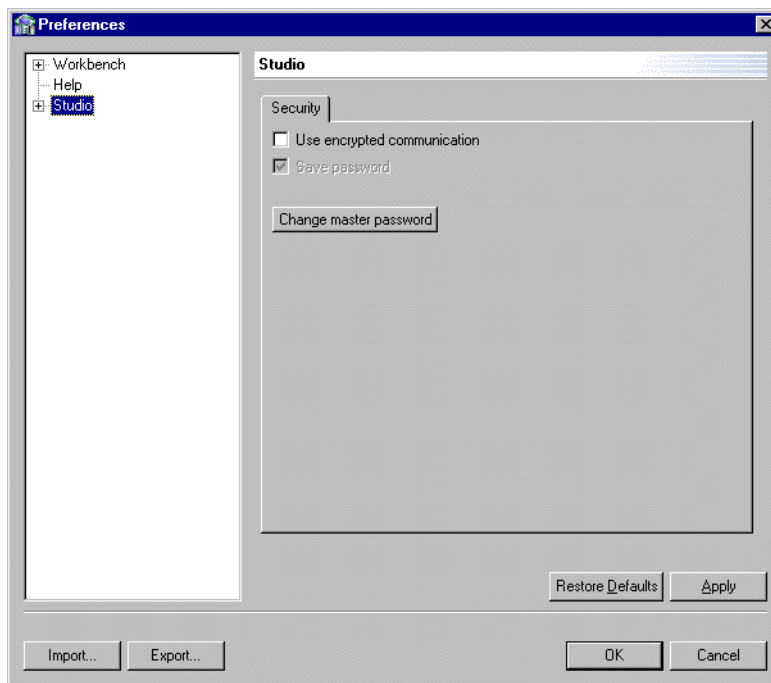 Preferences
Workbench
Help
Studio
Studio
Security
Use encrypted communication
Save password
Change master password
Restore Defaults
Apply
Import...
Export...
OK
Cancel